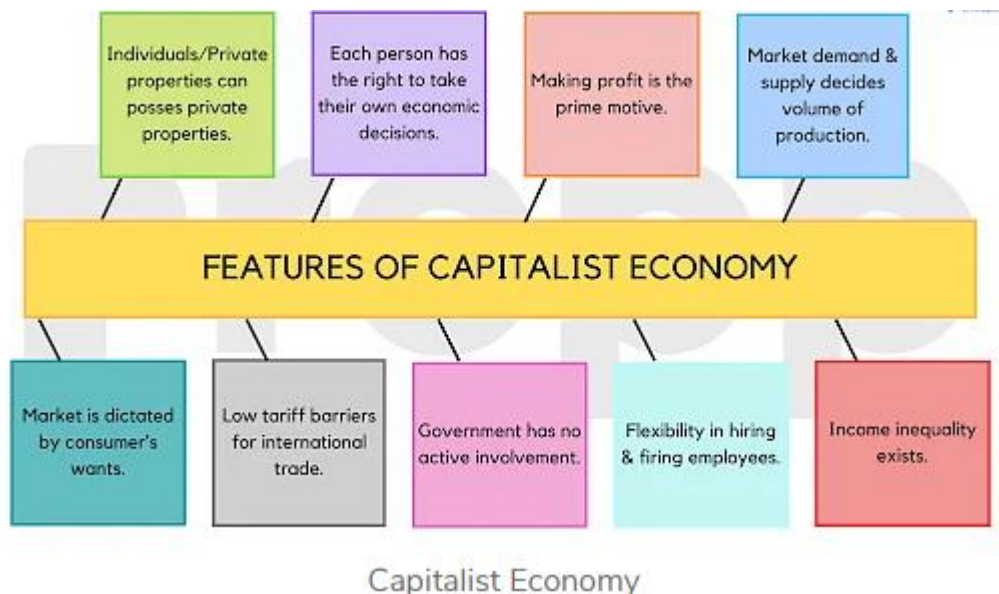 Individuals/Private
properties can
posses private
properties.
Each person has
the right to take
their own economic
decisions.
Making profit is the
prime motive.
Market demand &
supply decides
volume of
production.
FEATURES OF CAPITALIST ECONOMY
Market is dictated
by consumer's
wants.
Low tariff barriers
for international
trade.
Government has no
active involvement.
Flexibility in hiring
& firing employees.
Income inequality
exists.
Capitalist Economy